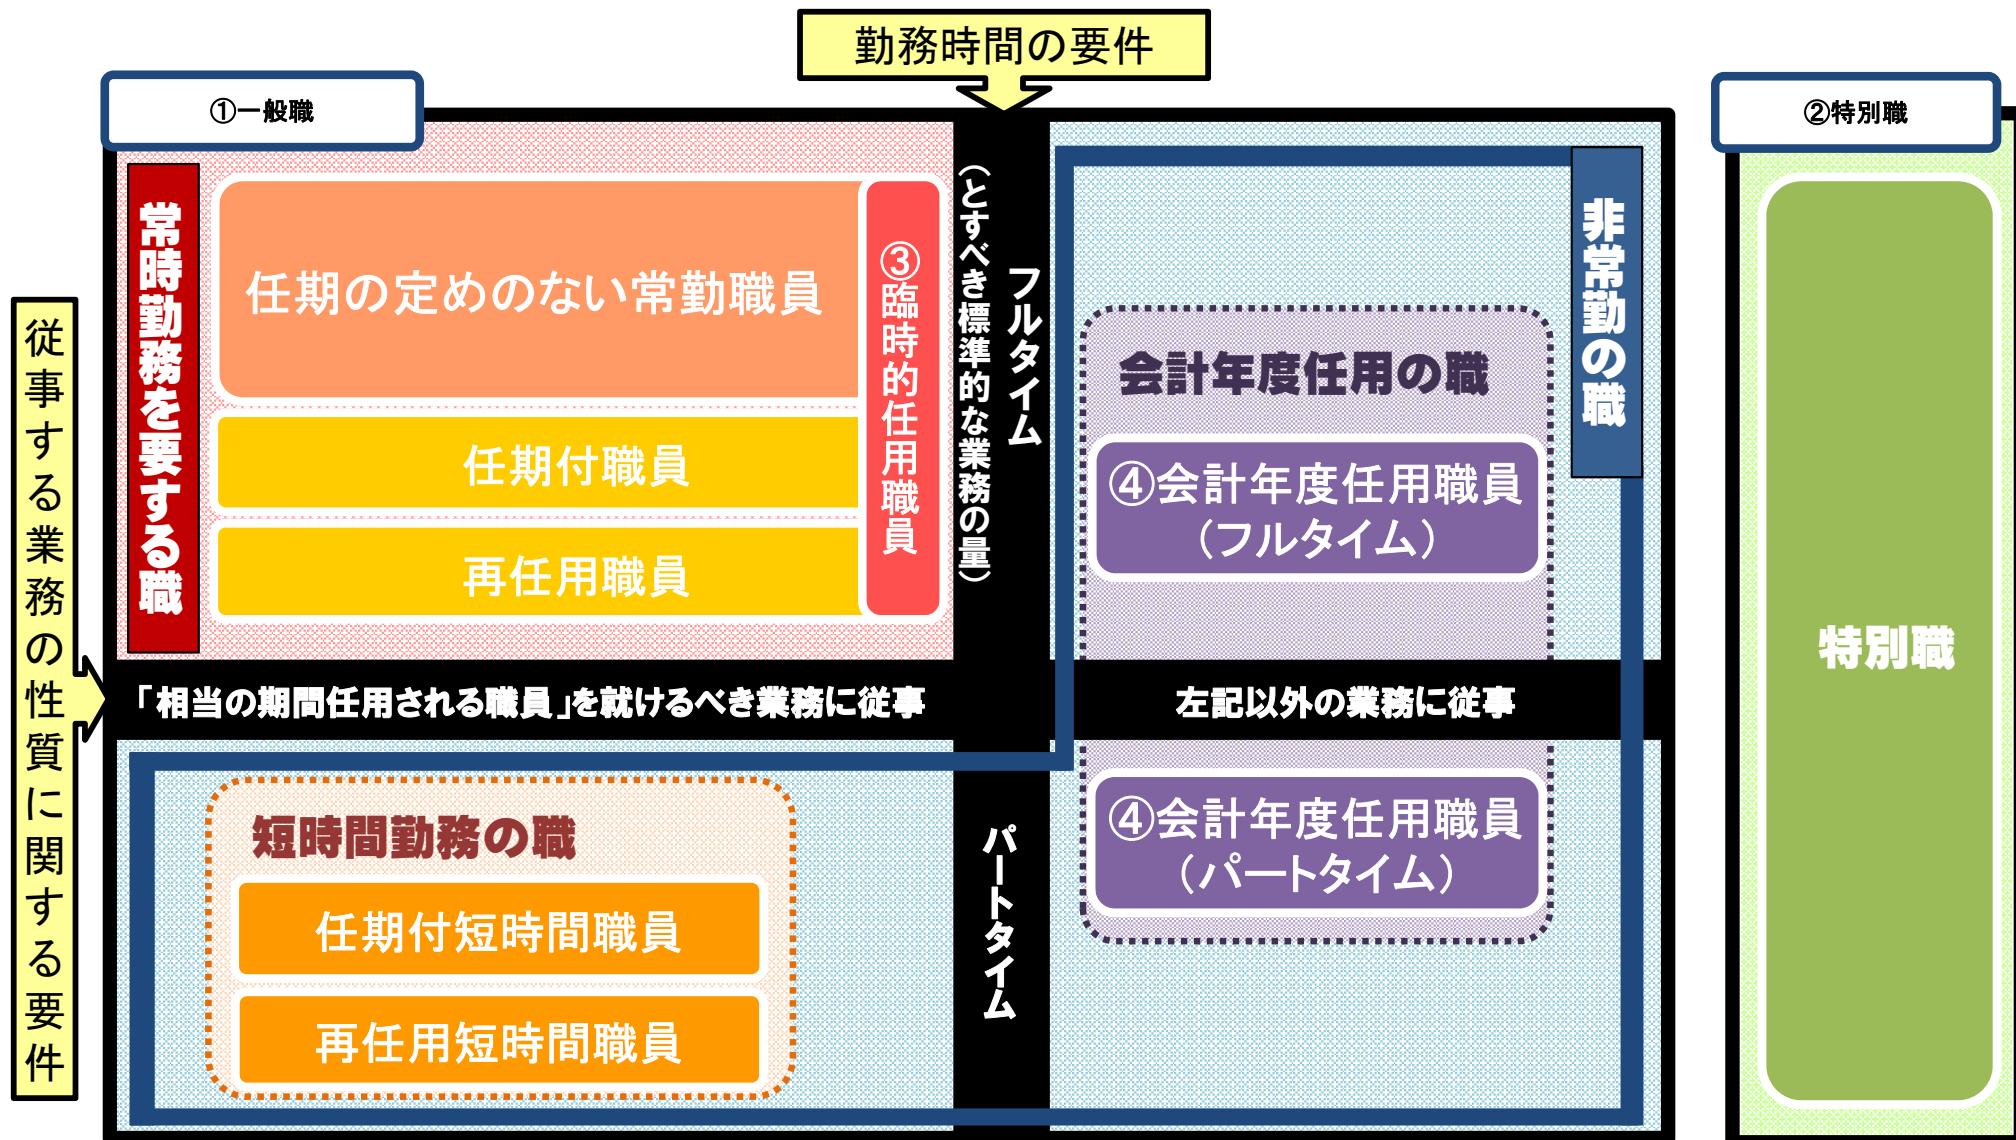 勤務時間の要件
①一般職
②特別職
従事する業務の性質に関する要件
常時勤務を要する職
任期の定めのない常勤職員
任期付職員
再任用職員
③臨時的任用職員
フルタイム
（とすべき標準的な業務の量）
非常勤の職
会計年度任用の職
④会計年度任用職員
（フルタイム）
特別職
「相当の期間任用される職員」を就けるべき業務に従事
左記以外の業務に従事
短時間勤務の職
任期付短時間職員
再任用短時間職員
パートタイム
④会計年度任用職員
（パートタイム）